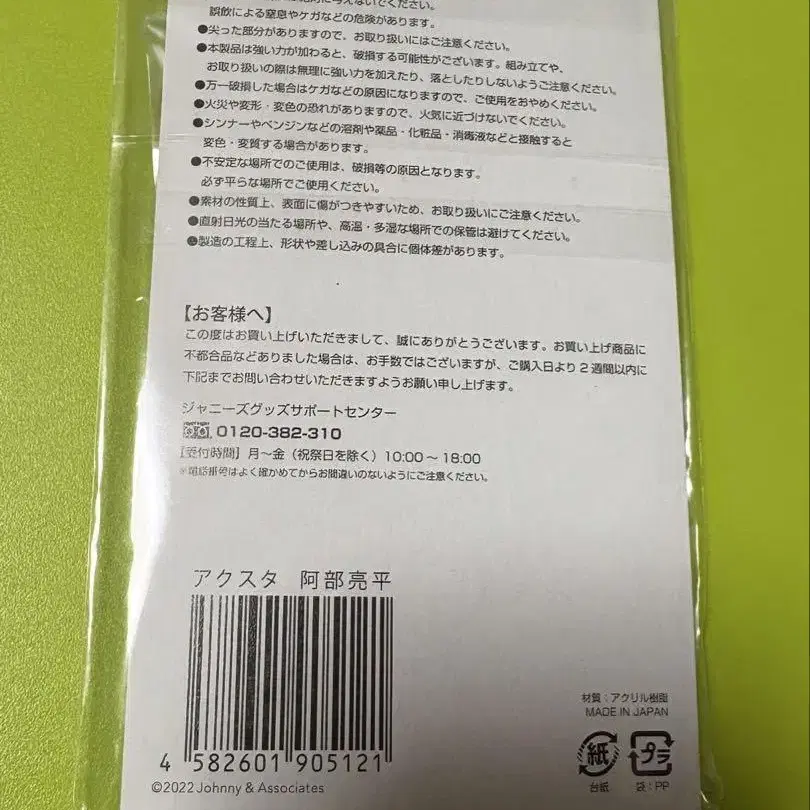 えないでください。
誤飲による窒息やケガなどの危険があります。
●尖った部分がありますので、お取り扱いにはご注意ください。
●本製品は強い力が加わると、破損する可能性がございます。組み立てや、
お取り扱いの際は無理に強い力を加えたり、落としたりしないようご注意ください。
●万一破損した場合はケガなどの原因になりますので、ご使用をおやめください。
●火災や変形・変色の恐れがありますので、火気に近づけないでください。
●シンナーやベンジンなどの溶剤や薬品・化粧品・消毒液などと接触すると
変色・変質する場合があります。
●不安定な場所でのご使用は、破損等の原因となります。
必ず平らな場所でご使用ください。
●素材の性質上、表面に傷がつきやすいため、お取り扱いにご注意ください。
●直射日光の当たる場所や、高温・多湿な場所での保管は避けてください。
●製造の工程上、形状や差し込みの具合に個体差があります。
【お客様へ】
この度はお買い上げいただきまして、誠にありがとうございます。お買い上げ商品に
不都合品などありました場合は、お手数ではございますが、ご購入日より2週間以内に
下記までお問い合わせいただきますようお願い申し上げます。
ジャニーズグッズサポートセンター
0120-382-310
[受付時間] 月～金（祝祭日を除く）10:00～18:00
※電話番号はよく確かめてからお間違いのないようにご注意ください。
アクスタ 阿部亮平
4 582601 905121
©2022 Johnny & Associates
材質：アクリル樹脂
MADE IN JAPAN
紙
プラ
台紙
袋：PP